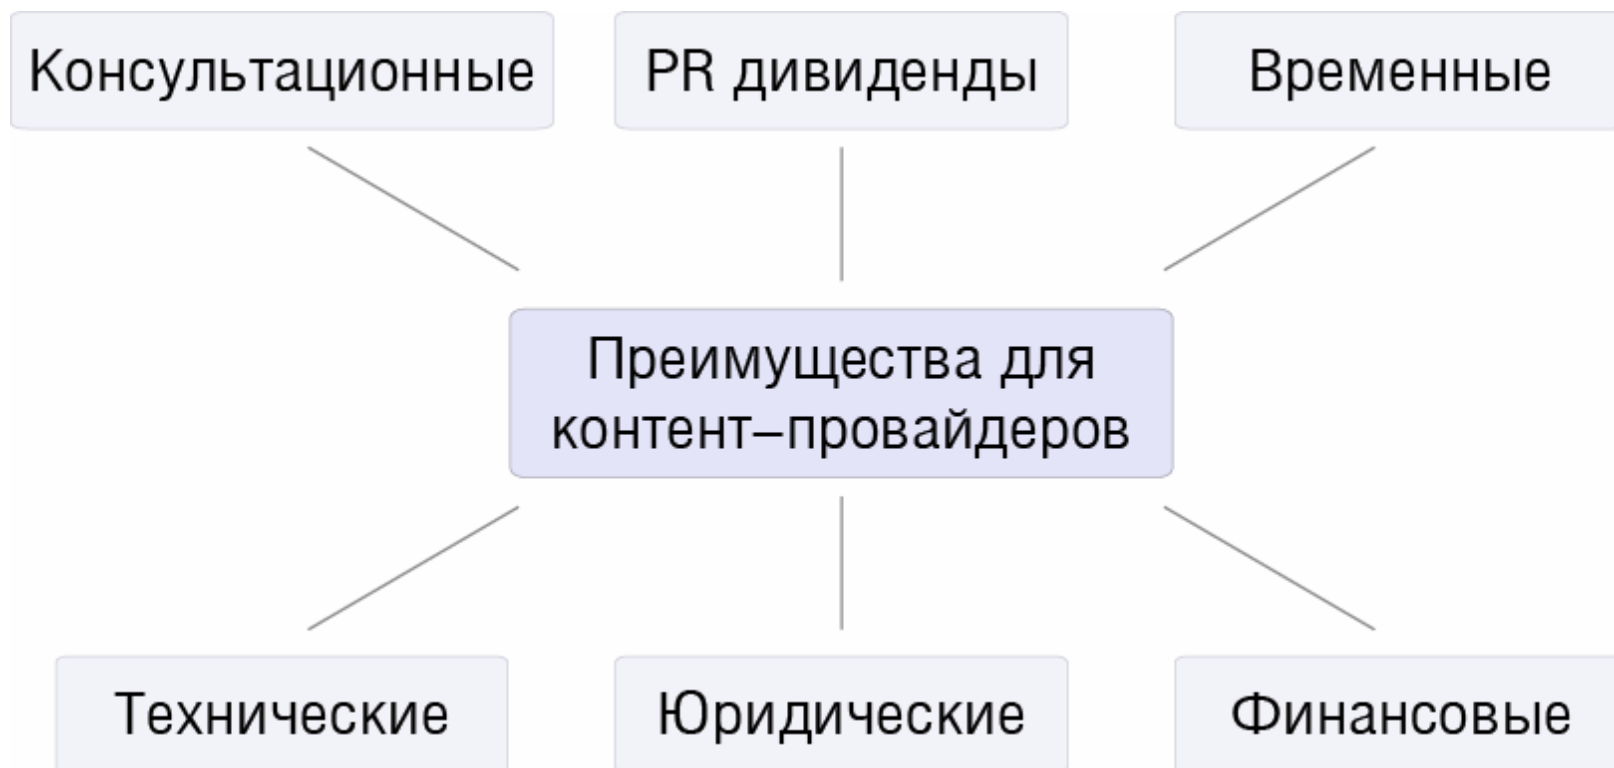 Консультационные
PR дивиденды
Временные
Преимущества для
контент–провайдеров
Технические
Юридические
Финансовые